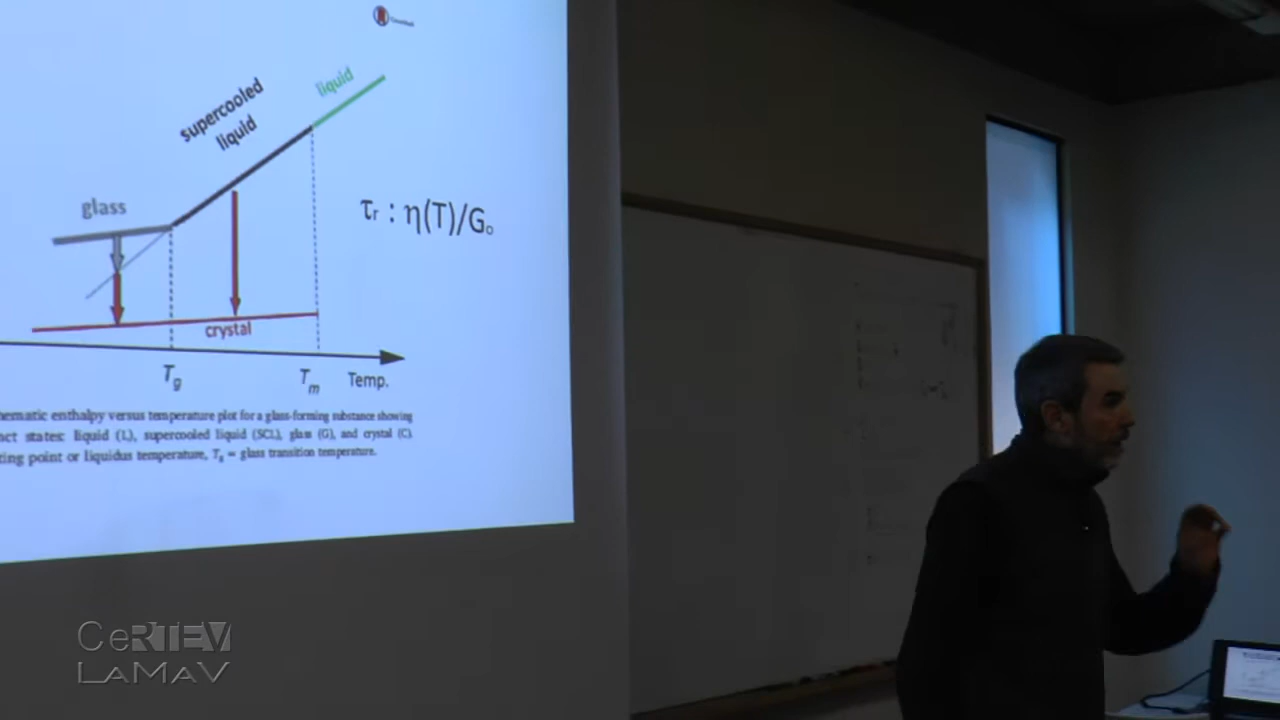 liquid
supercooled
liquid
glass
τr : η(T)/Go
crystal
Tg
Tm
Temp.
hematic enthalpy versus temperature plot for a glass-forming substance showing
nct states: liquid (L), supercooled liquid (SCL), glass (G), and crystal (C).
ting point or liquidus temperature, Tg = glass transition temperature.
CeRTEV
LaMaV